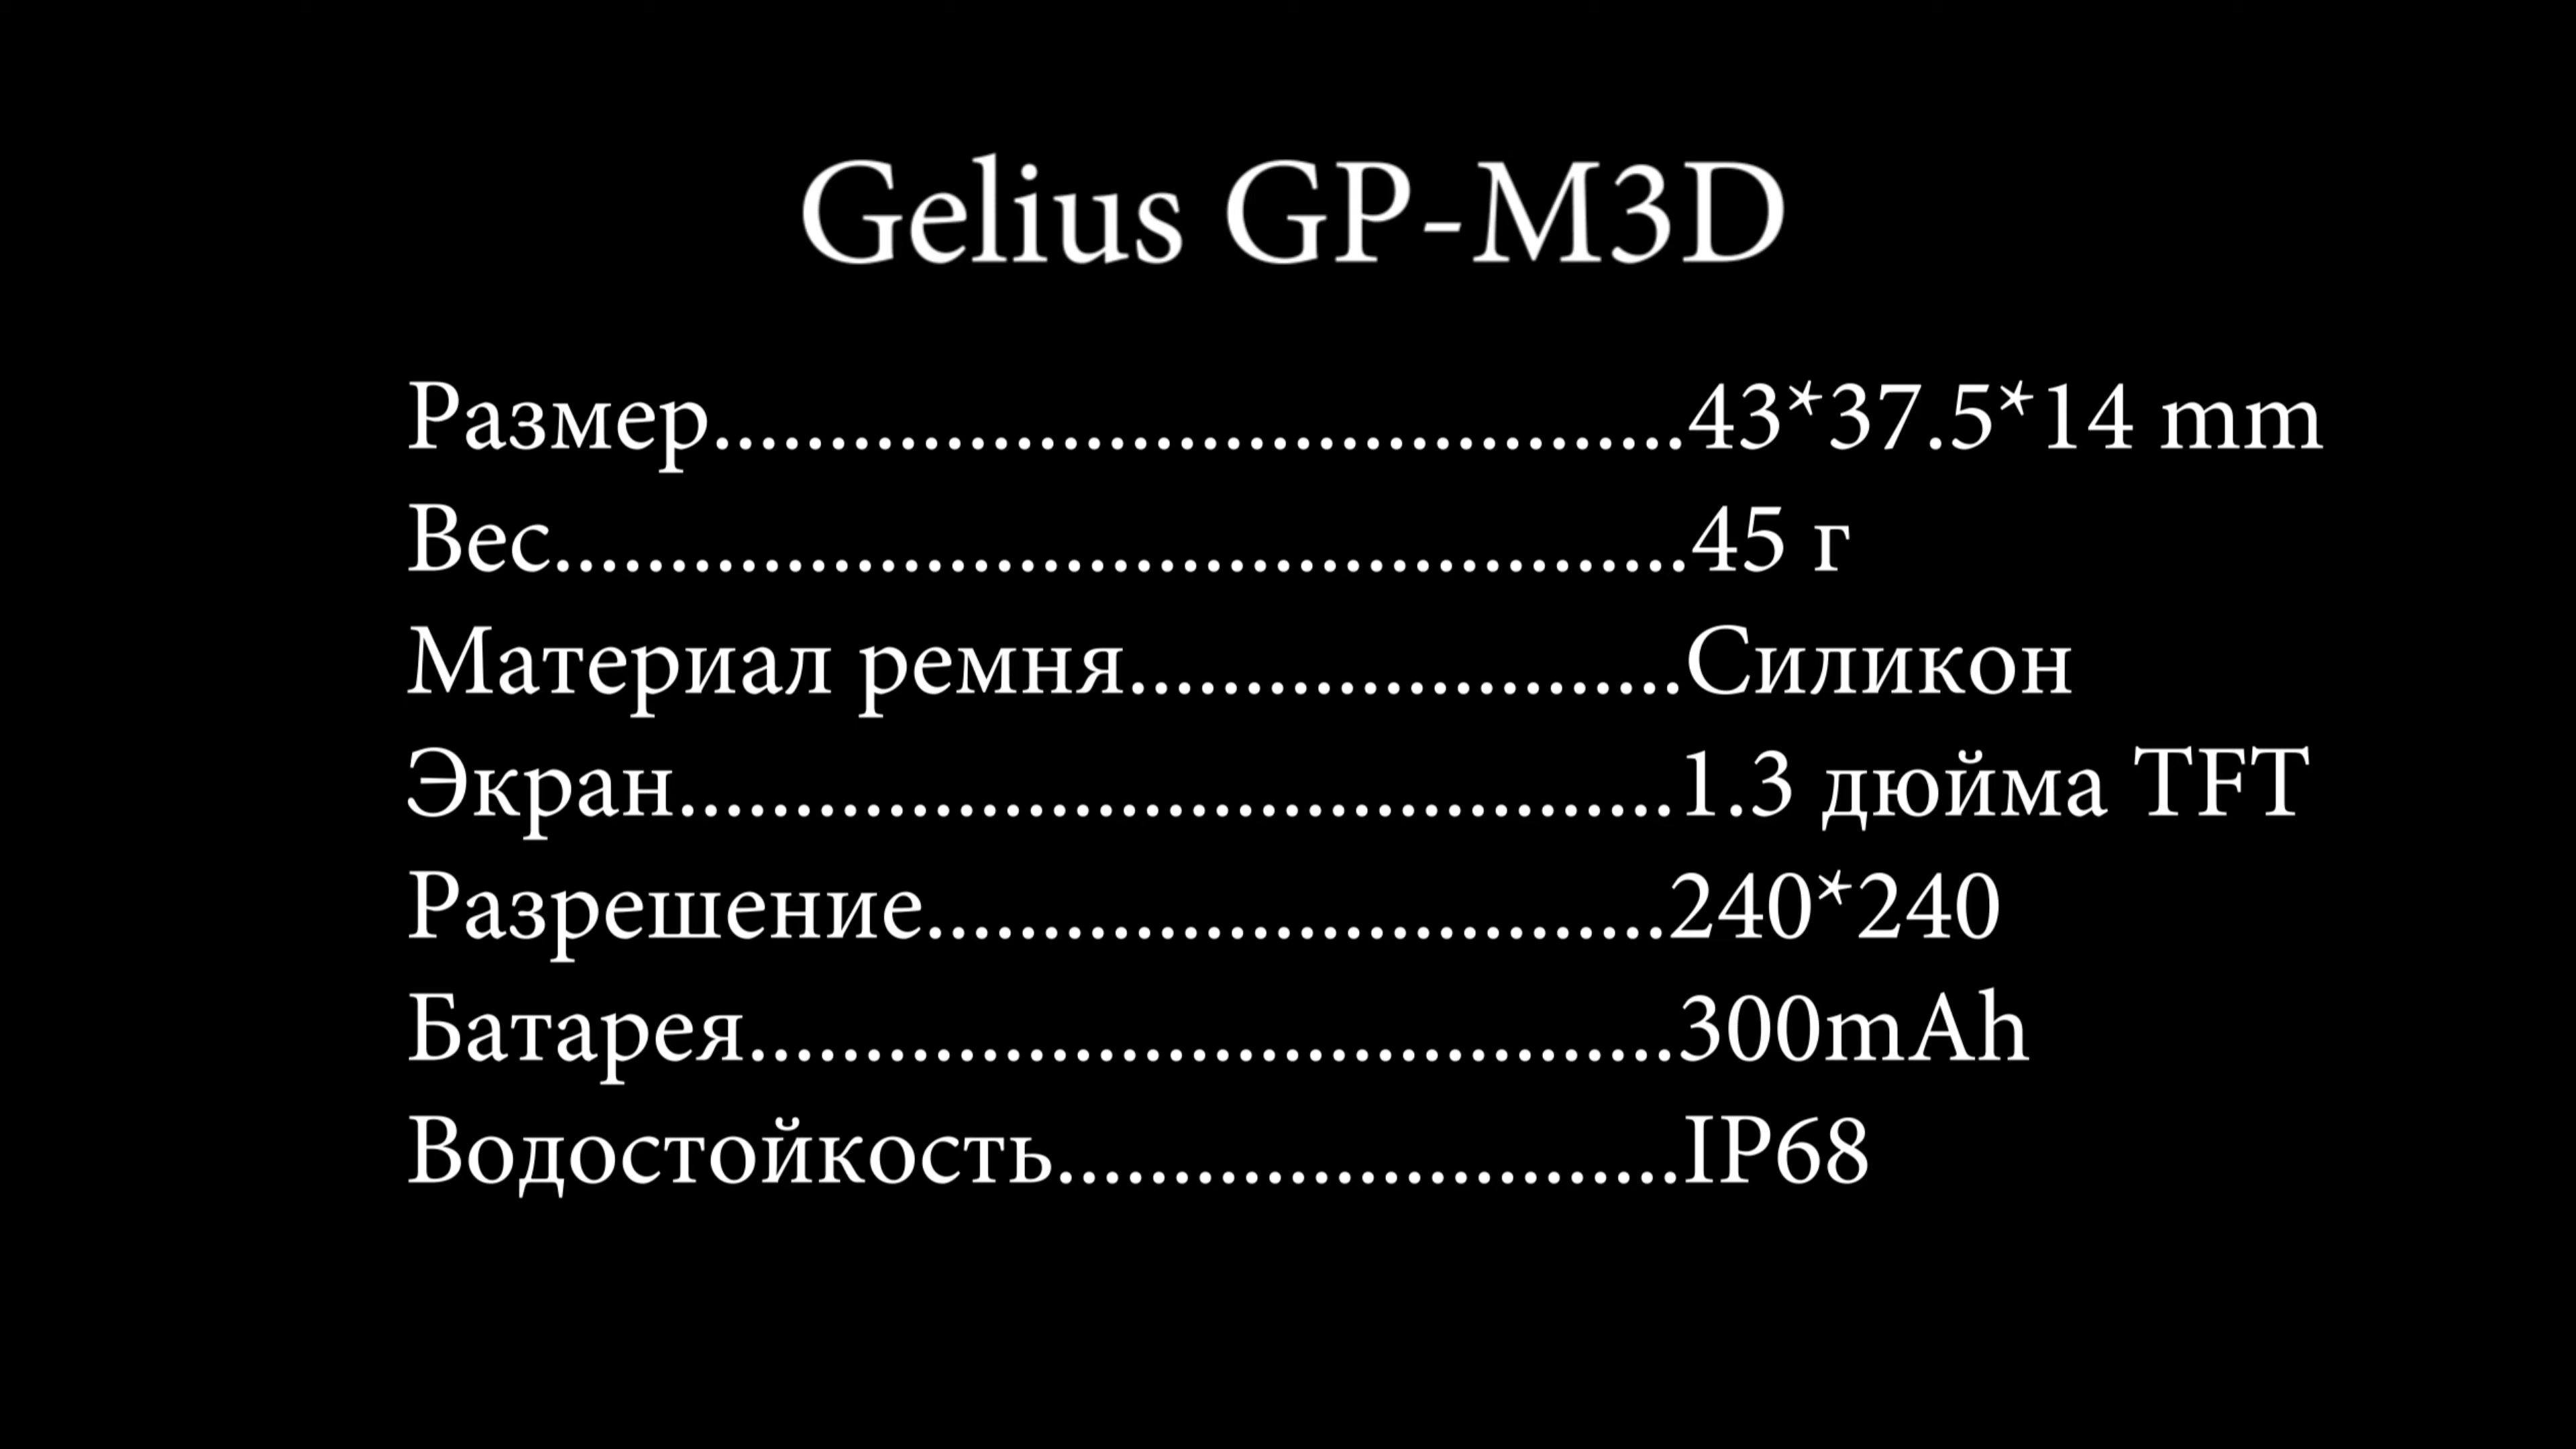 Gelius GP-M3D
Размер..........................................43*37.5*14 mm
Вес.................................................45 г
Материал ремня........................Силикон
Экран...........................................1.3 дюйма TFT
Разрешение................................240*240
Батарея........................................300mAh
Водостойкость...........................IP68